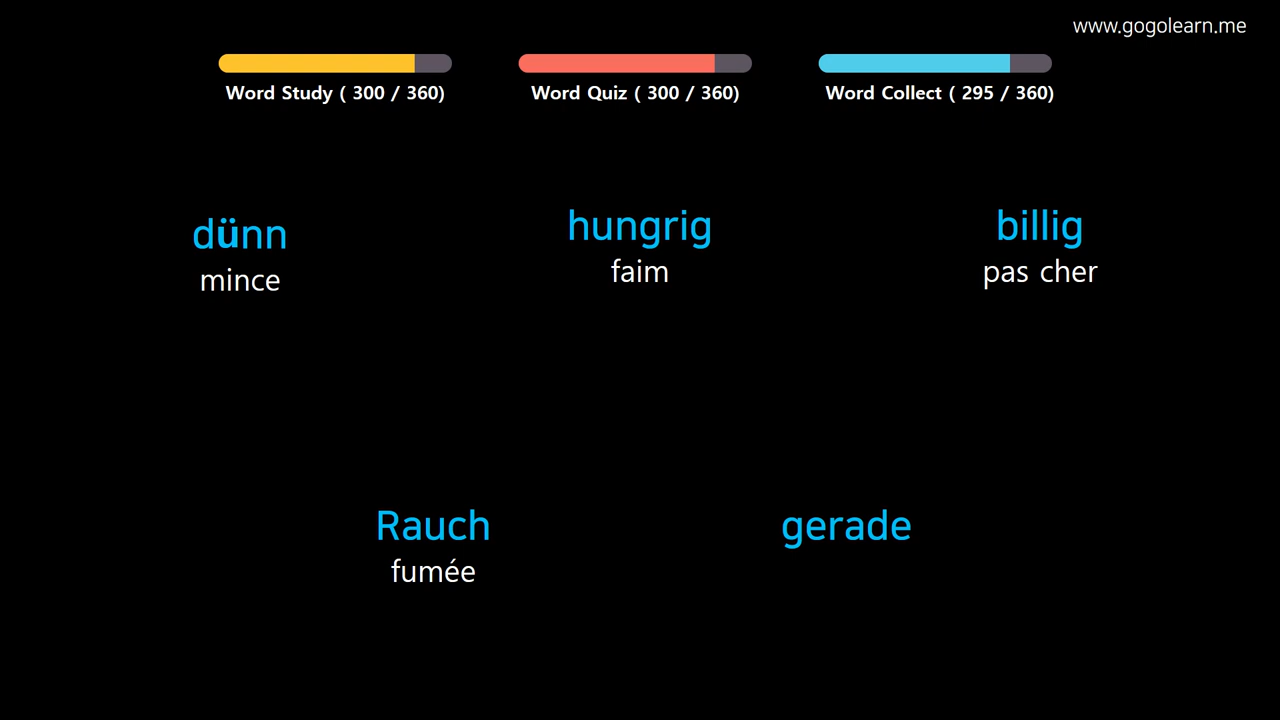 www.gogolearn.me
Word Study ( 300 / 360)
Word Quiz ( 300 / 360)
Word Collect ( 295 / 360)
dünn
mince
hungrig
faim
billig
pas cher
Rauch
fumée
gerade